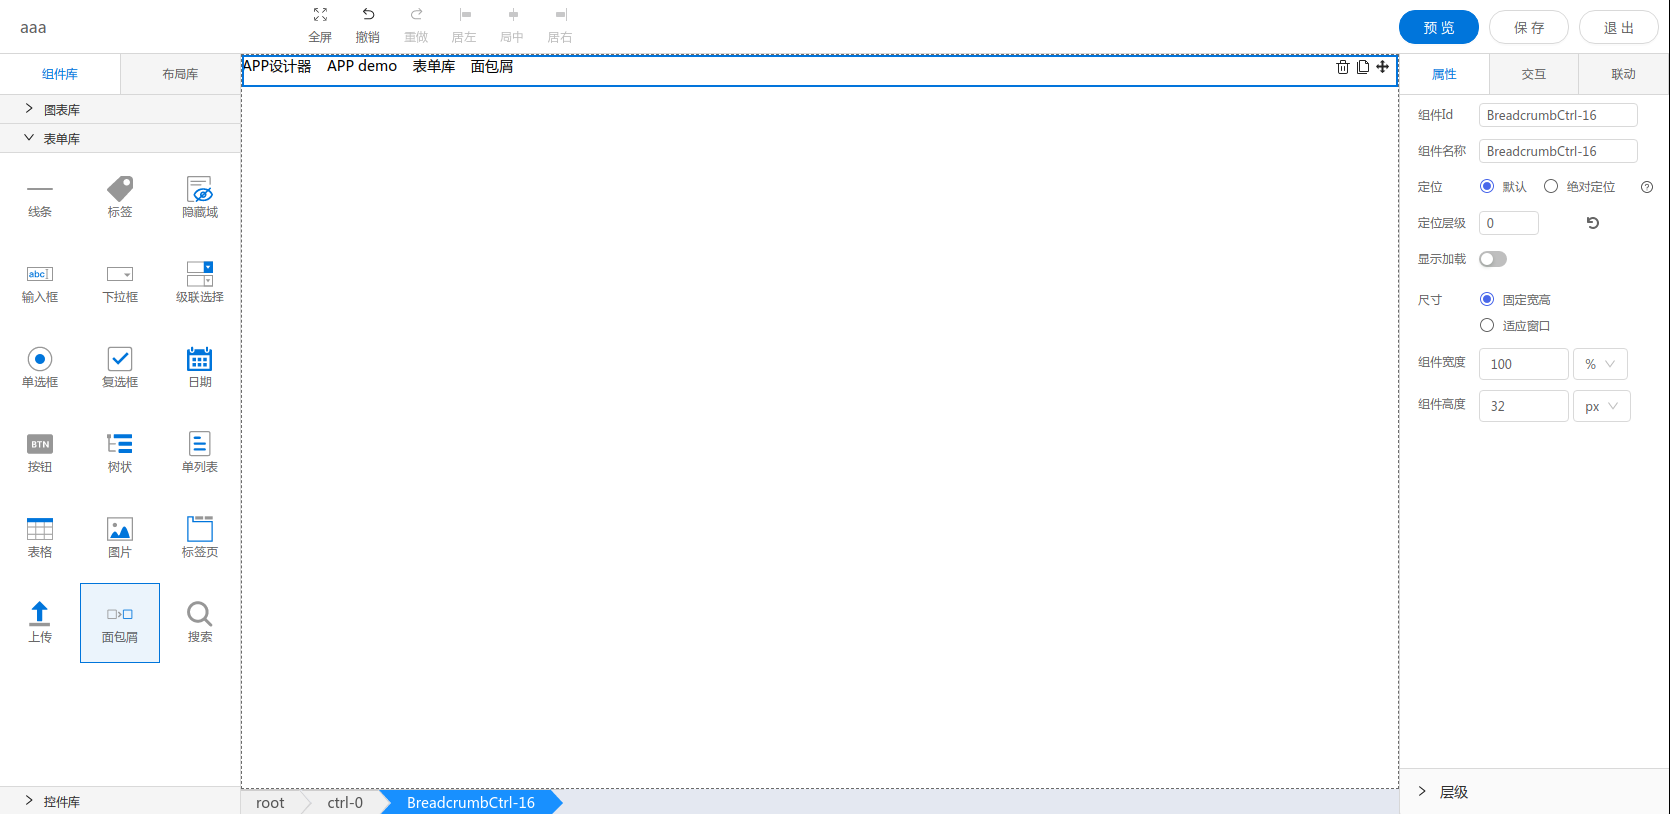 aaa
全屏 撤销 重做 居左 局中 居右
预 览 保 存 退 出
组件库 布局库
图表库
表单库
线条 标签 隐藏域
abc
输入框 下拉框 级联选择
单选框 复选框 日期
BTN
按钮 树状 单列表
表格 图片 标签页
上传 面包屑 搜索
控件库
APP设计器 APP demo 表单库 面包屑
root ctrl-0 BreadcrumbCtrl-16
属性 交互 联动
组件Id BreadcrumbCtrl-16
组件名称 BreadcrumbCtrl-16
定位 默认 绝对定位 ?
定位层级 0
显示加载
尺寸 固定宽高
适应窗口
组件宽度 100 %
组件高度 32 px
层级